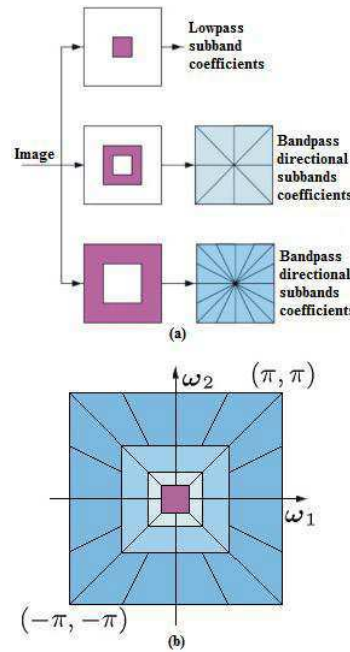 Lowpass
subband
coefficients
Image
Bandpass
directional
subbands
coefficients
Bandpass
directional
subbands
coefficients
(a)
ω₂
(π, π)
ω₁
(−π, −π)
(b)